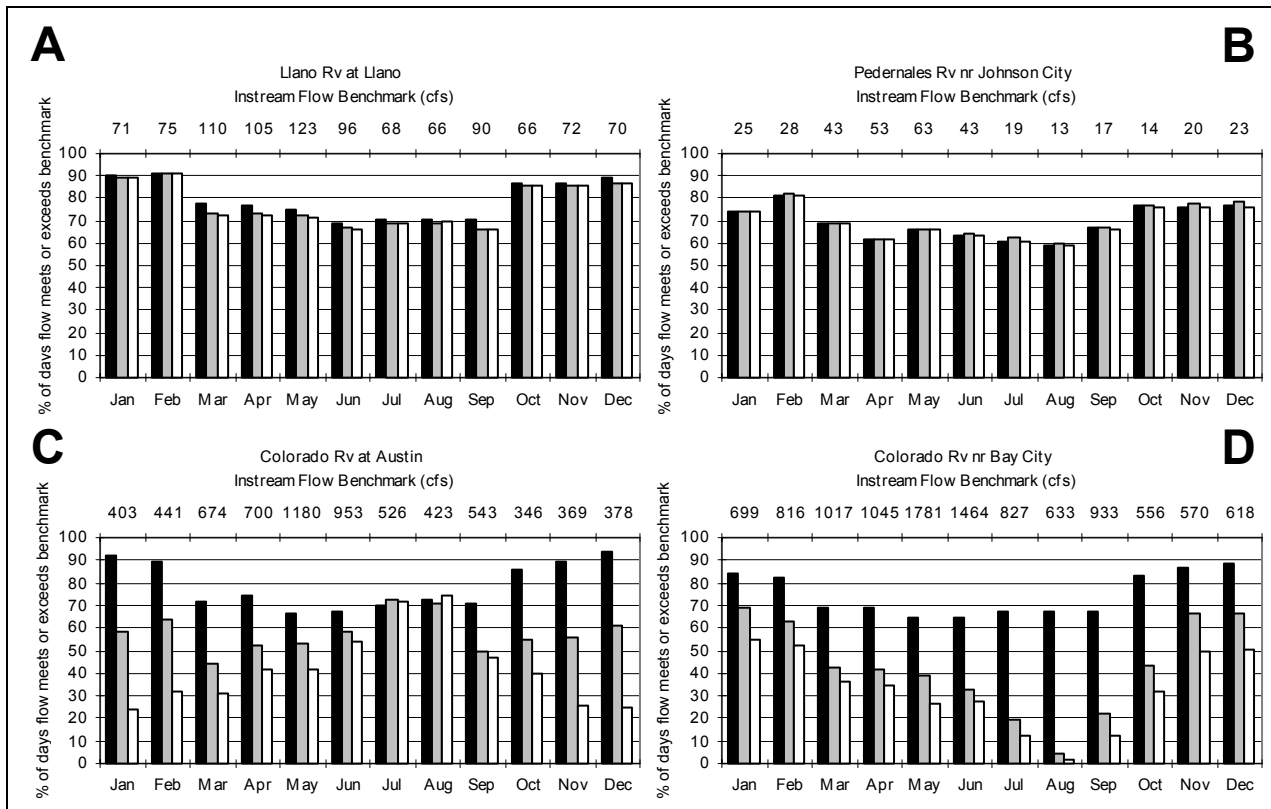 A
Llano Rv at Llano
Instream Flow Benchmark (cfs)
71 75 110 105 123 96 68 66 90 66 72 70
% of days flow meets or exceeds benchmark
100
90
80
70
60
50
40
30
20
10
0
Jan Feb Mar Apr May Jun Jul Aug Sep Oct Nov Dec
B
Pedernales Rv nr Johnson City
Instream Flow Benchmark (cfs)
25 28 43 53 63 43 19 13 17 14 20 23
% of days flow meets or exceeds benchmark
100
90
80
70
60
50
40
30
20
10
0
Jan Feb Mar Apr May Jun Jul Aug Sep Oct Nov Dec
C
Colorado Rv at Austin
Instream Flow Benchmark (cfs)
403 441 674 700 1180 953 526 423 543 346 369 378
% of days flow meets or exceeds benchmark
100
90
80
70
60
50
40
30
20
10
0
Jan Feb Mar Apr May Jun Jul Aug Sep Oct Nov Dec
D
Colorado Rv nr Bay City
Instream Flow Benchmark (cfs)
699 816 1017 1045 1781 1464 827 633 933 556 570 618
% of days flow meets or exceeds benchmark
100
90
80
70
60
50
40
30
20
10
0
Jan Feb Mar Apr May Jun Jul Aug Sep Oct Nov Dec